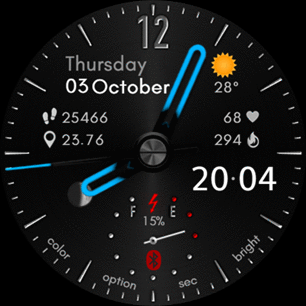 12
Thursday
03 October
28°
25466
68
23.76
294
20:04
F E
15%
color
bright
option
sec